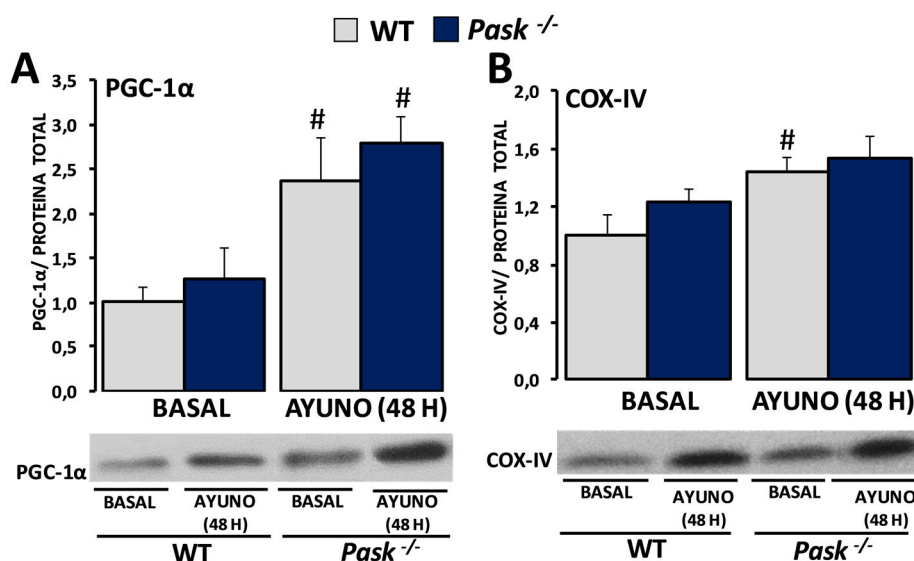 WT Pask -/-
A
PGC-1α
PGC-1α/ PROTEINA TOTAL
3,5
3,0
2,5
2,0
1,5
1,0
0,5
0,0
# #
BASAL AYUNO (48 H)
PGC-1α
BASAL AYUNO BASAL AYUNO
(48 H) (48 H)
WT Pask -/-
B
COX-IV
COX-IV/ PROTEINA TOTAL
2,0
1,6
1,2
0,8
0,4
0,0
#
BASAL AYUNO (48 H)
COX-IV
BASAL AYUNO BASAL AYUNO
(48 H) (48 H)
WT Pask -/-